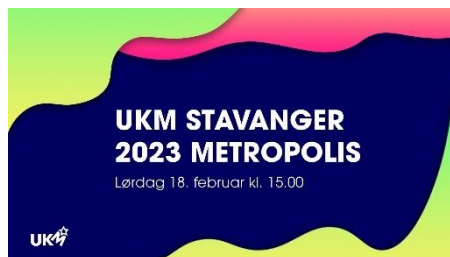 UKM STAVANGER
2023 METROPOLIS
Lørdag 18. februar kl. 15.00
UKM